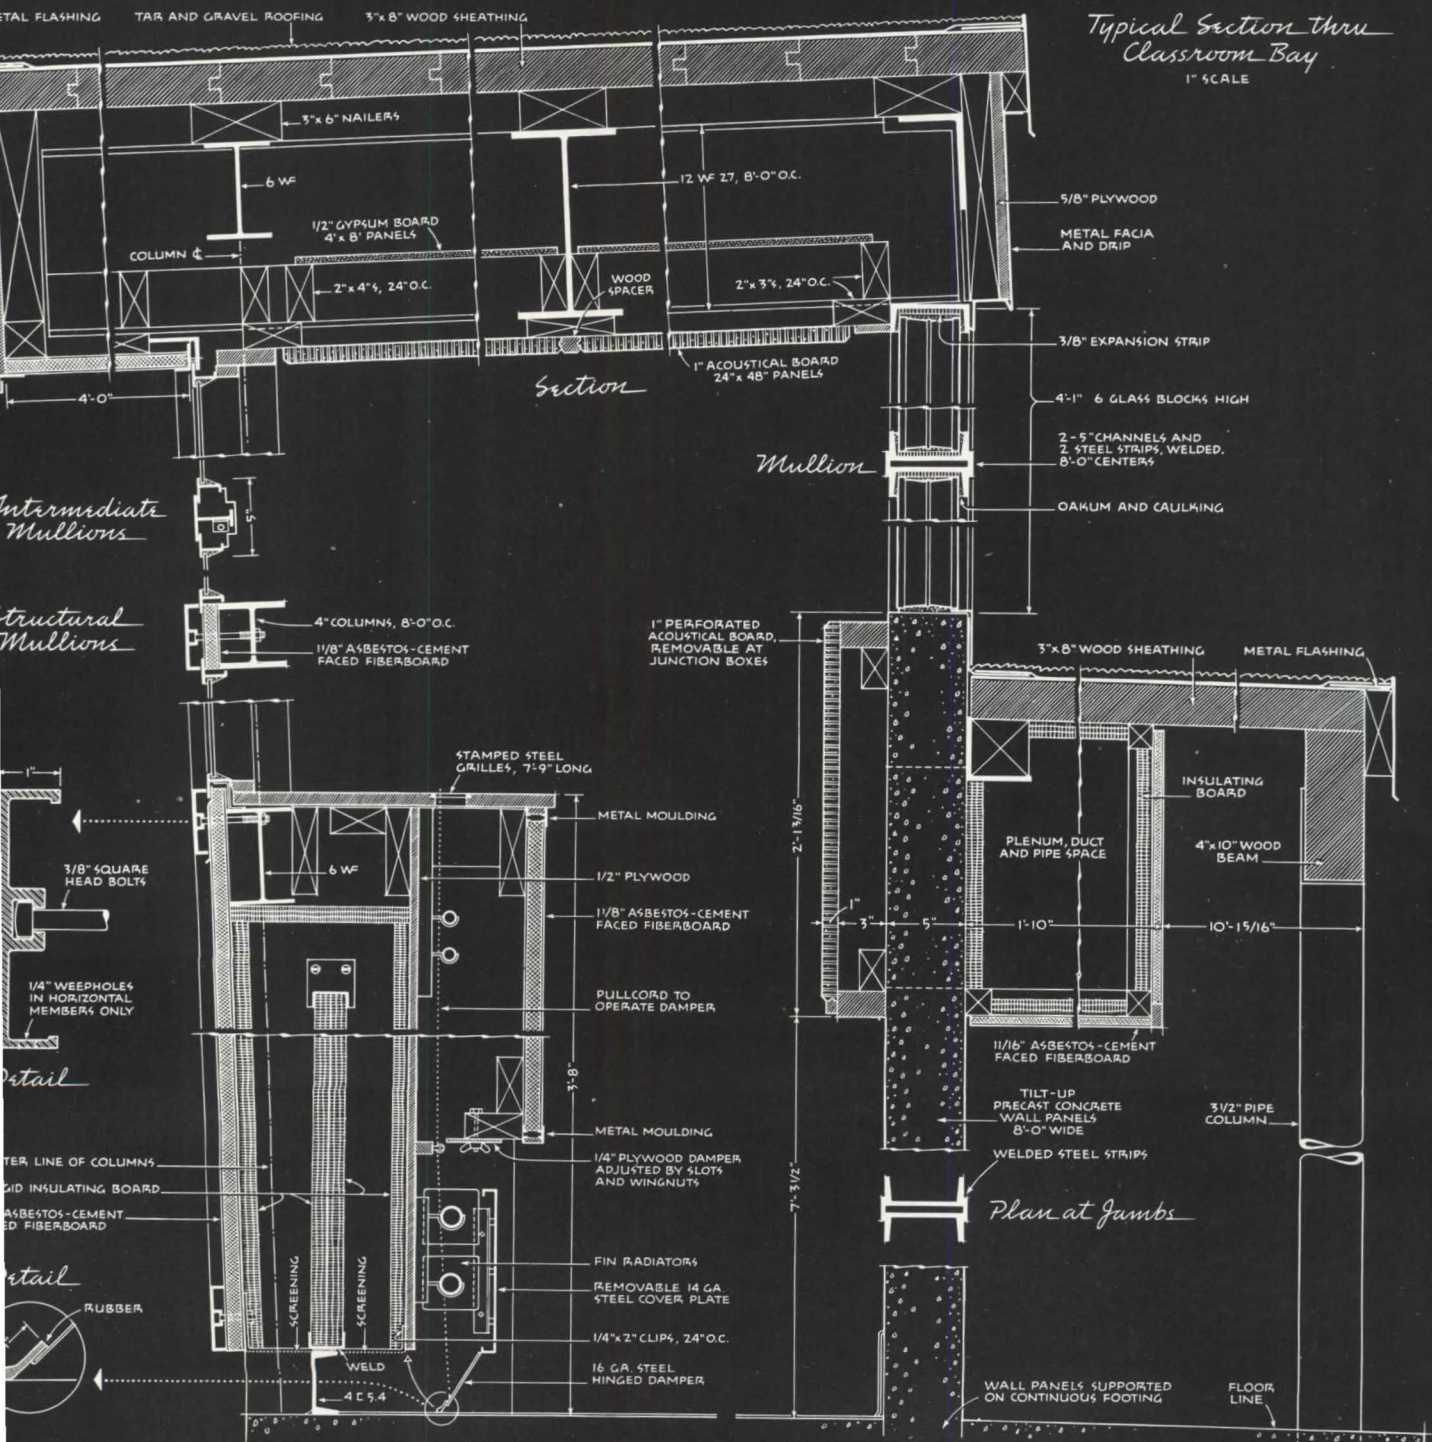 TAR AND GRAVEL ROOFING
3"x 8" WOOD SHEATHING
Typical Section thru
Classroom Bay
1" SCALE
METAL FLASHING
3"x 6" NAILERS
6 WF
12 WF 27, 8'-0" O.C.
5/8" PLYWOOD
1/2" GYPSUM BOARD
4'x 8' PANELS
METAL FACIA
AND DRIP
COLUMN ℄
2"x 4"s, 24" O.C.
WOOD
SPACER
2"x 3"s, 24" O.C.
3/8" EXPANSION STRIP
1" ACOUSTICAL BOARD
24"x 48" PANELS
Section
4'-0"
4'-1" 6 GLASS BLOCKS HIGH
2 - 5" CHANNELS AND
2 STEEL STRIPS, WELDED.
8'-0" CENTERS
Mullion
OAKUM AND CAULKING
Intermediate
Mullions
5"
Structural
Mullions
4" COLUMNS, 8'-0" O.C.
11/8" ASBESTOS-CEMENT
FACED FIBERBOARD
1" PERFORATED
ACOUSTICAL BOARD,
REMOVABLE AT
JUNCTION BOXES
3"x 8" WOOD SHEATHING
METAL FLASHING
STAMPED STEEL
GRILLES, 7'-9" LONG
1"
METAL MOULDING
INSULATING
BOARD
2'-1 3/16"
PLENUM, DUCT
AND PIPE SPACE
4"x 10" WOOD
BEAM
3/8" SQUARE
HEAD BOLTS
6 WF
1/2" PLYWOOD
11/8" ASBESTOS-CEMENT
FACED FIBERBOARD
1"
3"
5"
1'-10"
10'-1 5/16"
1/4" WEEPHOLES
IN HORIZONTAL
MEMBERS ONLY
PULLCORD TO
OPERATE DAMPER
11/16" ASBESTOS-CEMENT
FACED FIBERBOARD
Detail
3'-8"
TILT-UP
PRECAST CONCRETE
WALL PANELS
8'-0" WIDE
3 1/2" PIPE
COLUMN
METAL MOULDING
1/4" PLYWOOD DAMPER
ADJUSTED BY SLOTS
AND WINGNUTS
WELDED STEEL STRIPS
TER LINE OF COLUMNS
GID INSULATING BOARD
ASBESTOS-CEMENT
ED FIBERBOARD
7'-3 1/2"
Plan at Jambs
SCREENING
SCREENING
FIN RADIATORS
REMOVABLE 14 GA.
STEEL COVER PLATE
etail
RUBBER
1/4"x 2" CLIPS, 24" O.C.
WELD
16 GA. STEEL
HINGED DAMPER
4 [ 5.4
WALL PANELS SUPPORTED
ON CONTINUOUS FOOTING
FLOOR
LINE